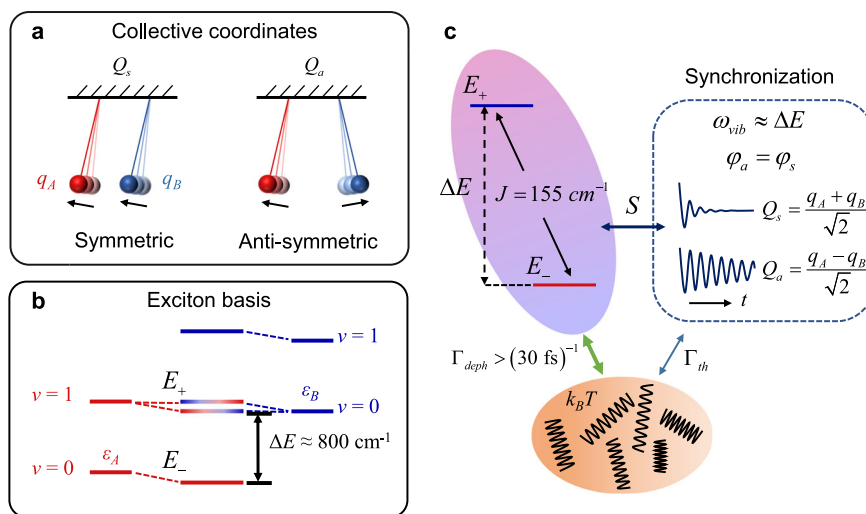 a
Collective coordinates
Q_s
Q_a
q_A
q_B
Symmetric
Anti-symmetric
b
Exciton basis
v = 1
v = 1
E_+
ε_B
v = 0
ΔE ≈ 800 cm⁻¹
v = 0
ε_A
E_-
c
E_+
ΔE
J = 155 cm⁻¹
E_-
S
Synchronization
ω_vib ≈ ΔE
φ_a = φ_s
Q_s = (q_A + q_B)/√2
Q_a = (q_A − q_B)/√2
t
Γ_deph > (30 fs)⁻¹
Γ_th
k_BT